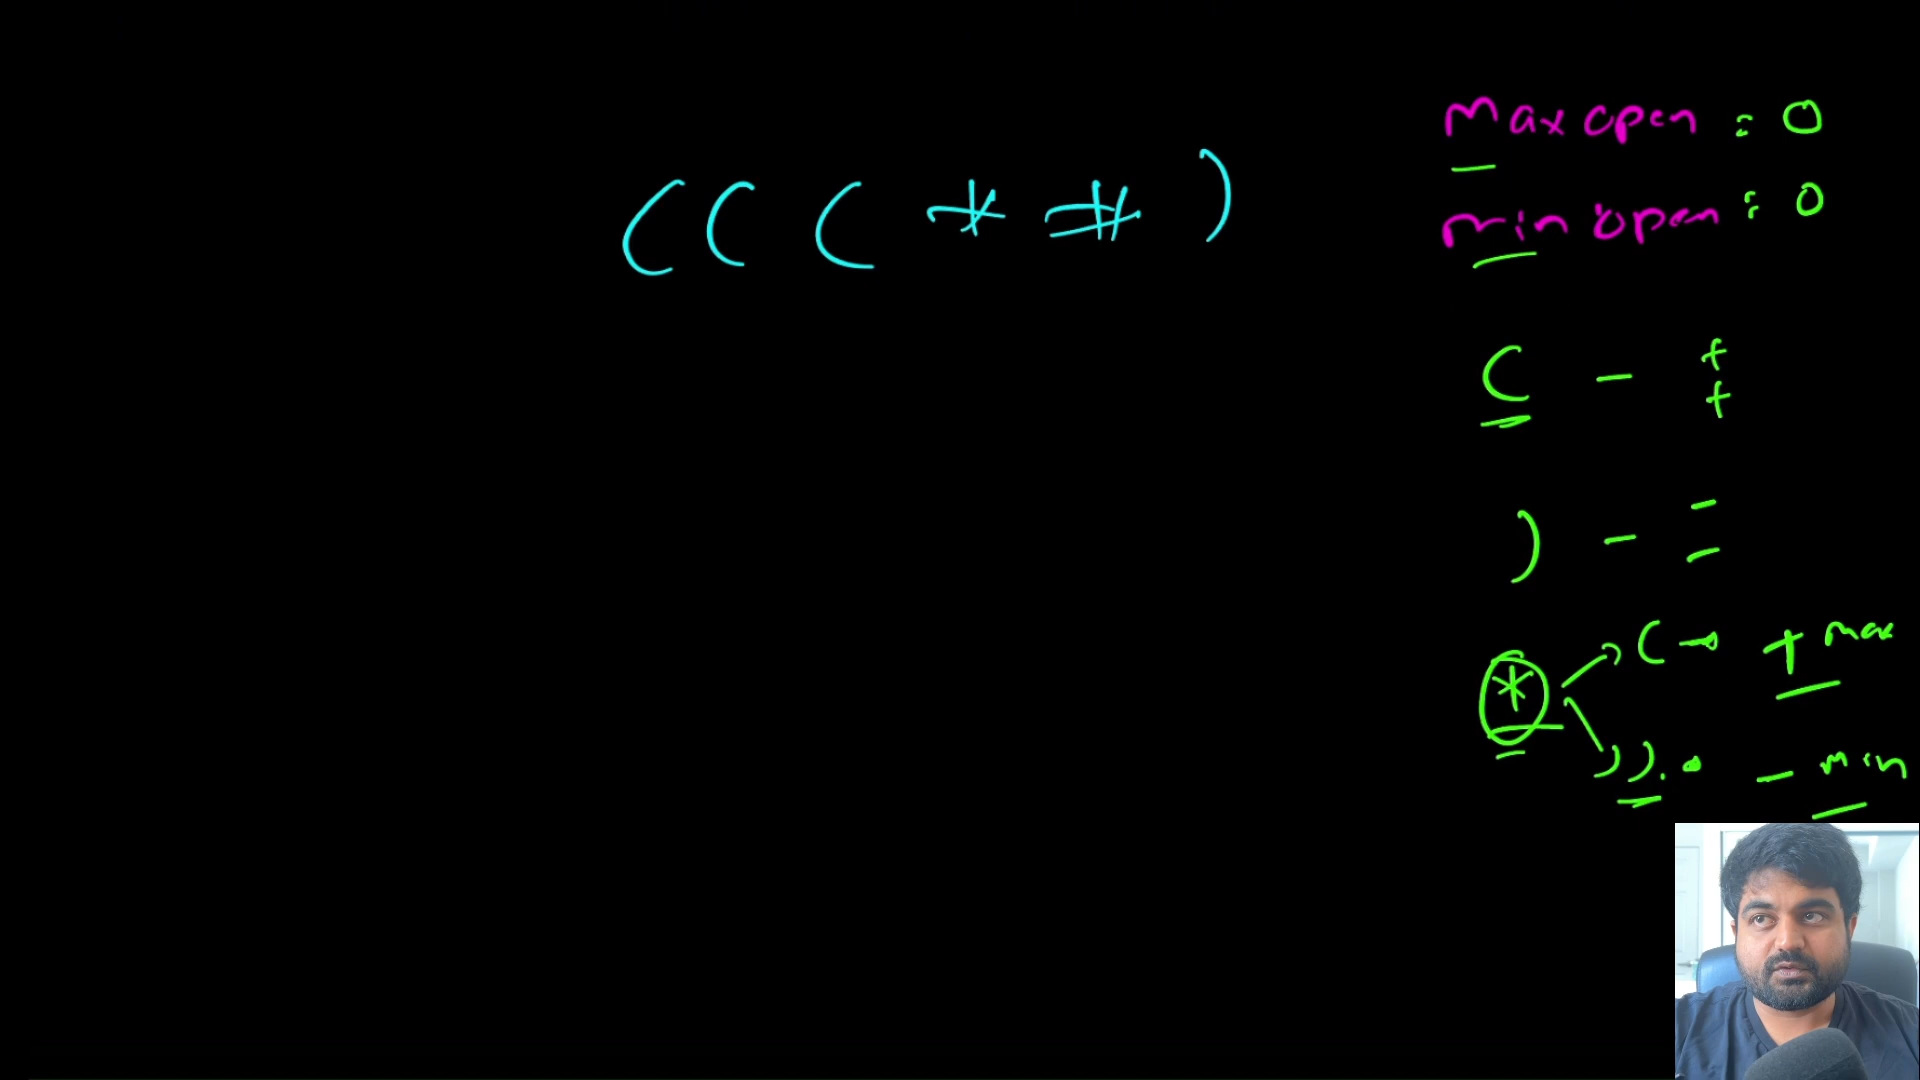 ( ( ( * * )
Max open : 0
min open : 0
( - + +
) - - -
* ( → + max
) ) . - min